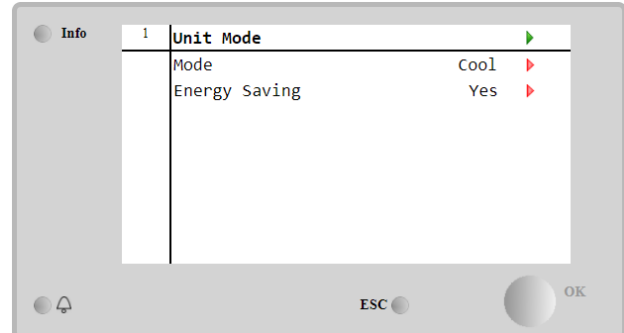 Info
1 Unit Mode
Mode Cool
Energy Saving Yes
ESC
OK